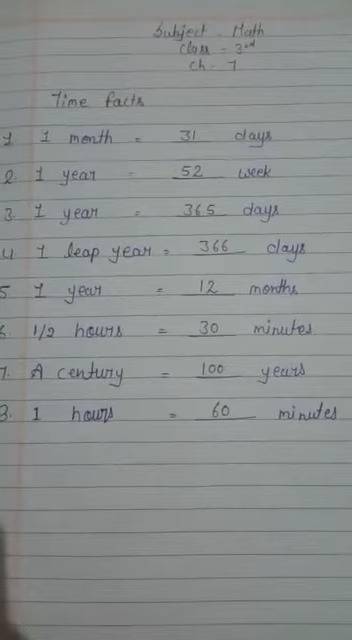 Subject - Math
Class - 3rd
Ch - 7
Time facts
1. 1 month = 31 days
2. 1 year = 52 week
3. 1 year = 365 days
4. 1 leap year = 366 days
5. 1 year = 12 months
6. 1/2 hours = 30 minutes
7. A century = 100 years
8. 1 hours = 60 minutes